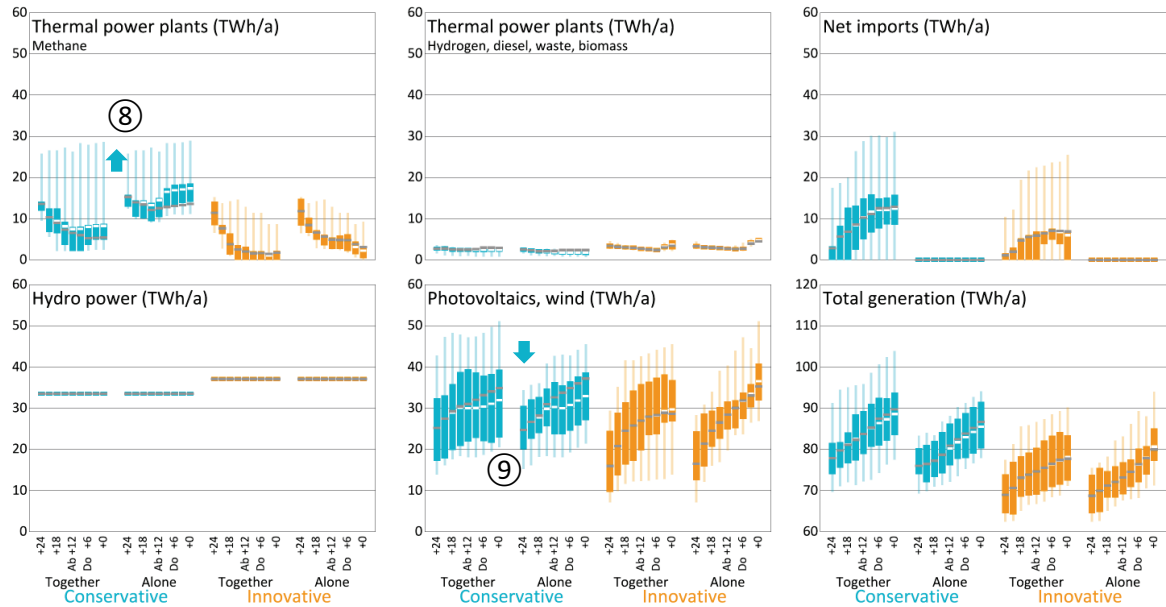 Thermal power plants (TWh/a)
Methane
60
50
40
30
20
10
0
8
Thermal power plants (TWh/a)
Hydrogen, diesel, waste, biomass
60
50
40
30
20
10
0
Net imports (TWh/a)
60
50
40
30
20
10
0
Hydro power (TWh/a)
60
50
40
30
20
10
0
+24 +18 Ab +12 Do +6 +0 +24 +18 Ab +12 Do +6 +0 +24 +18 Ab +12 Do +6 +0 +24 +18 Ab +12 Do +6 +0
Together Alone Together Alone
Conservative Innovative
Photovoltaics, wind (TWh/a)
60
50
40
30
20
10
0
9
+24 +18 Ab +12 Do +6 +0 +24 +18 Ab +12 Do +6 +0 +24 +18 Ab +12 Do +6 +0 +24 +18 Ab +12 Do +6 +0
Together Alone Together Alone
Conservative Innovative
Total generation (TWh/a)
120
110
100
90
80
70
60
+24 +18 Ab +12 Do +6 +0 +24 +18 Ab +12 Do +6 +0 +24 +18 Ab +12 Do +6 +0 +24 +18 Ab +12 Do +6 +0
Together Alone Together Alone
Conservative Innovative